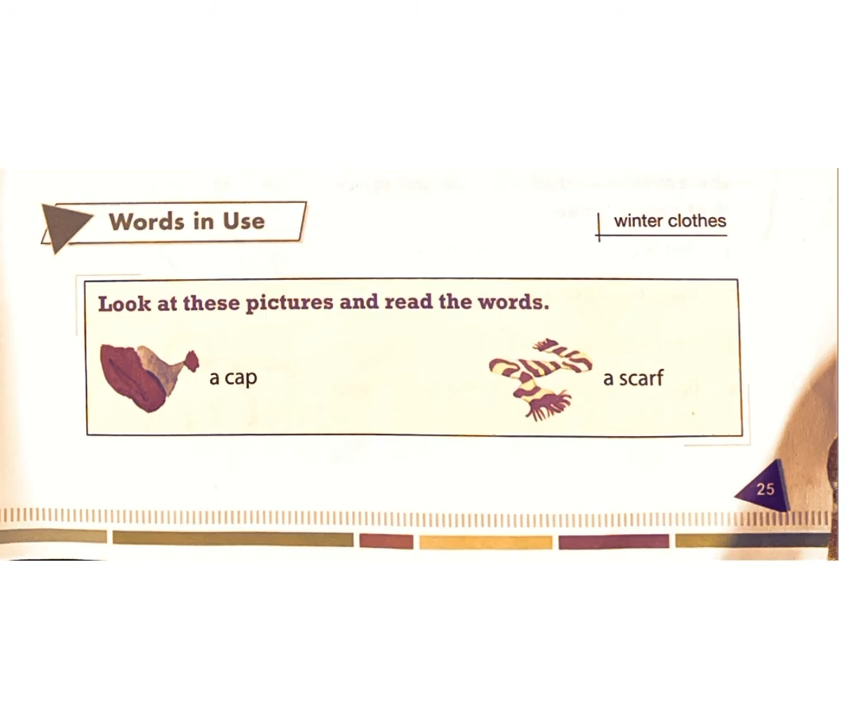 Words in Use
winter clothes
Look at these pictures and read the words.
a cap
a scarf
25